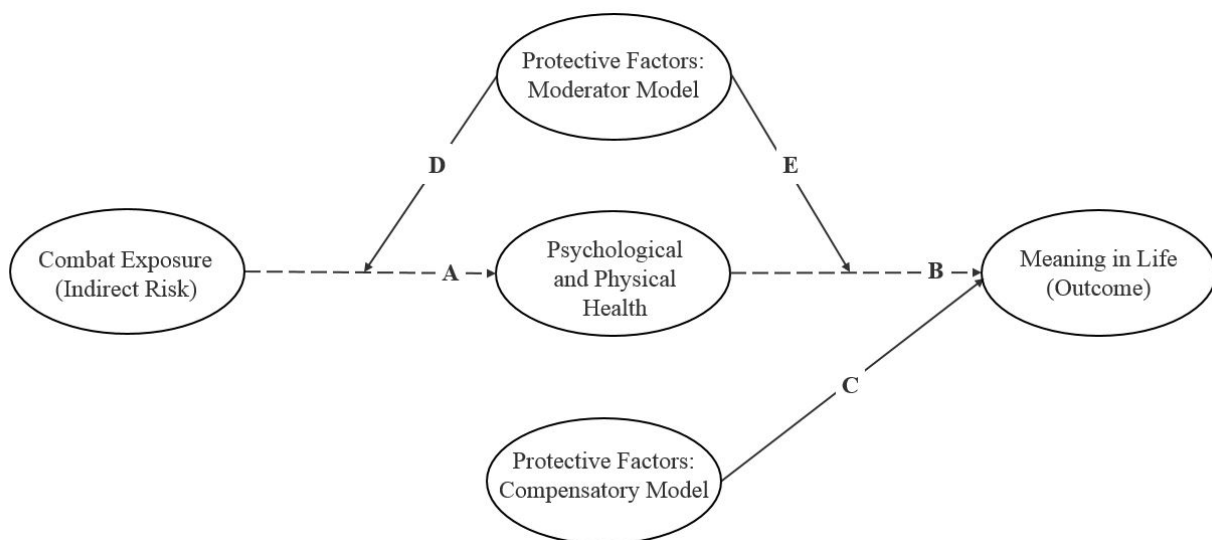 Protective Factors:
Moderator Model
D
E
Combat Exposure
(Indirect Risk)
A
Psychological
and Physical
Health
B
Meaning in Life
(Outcome)
C
Protective Factors:
Compensatory Model